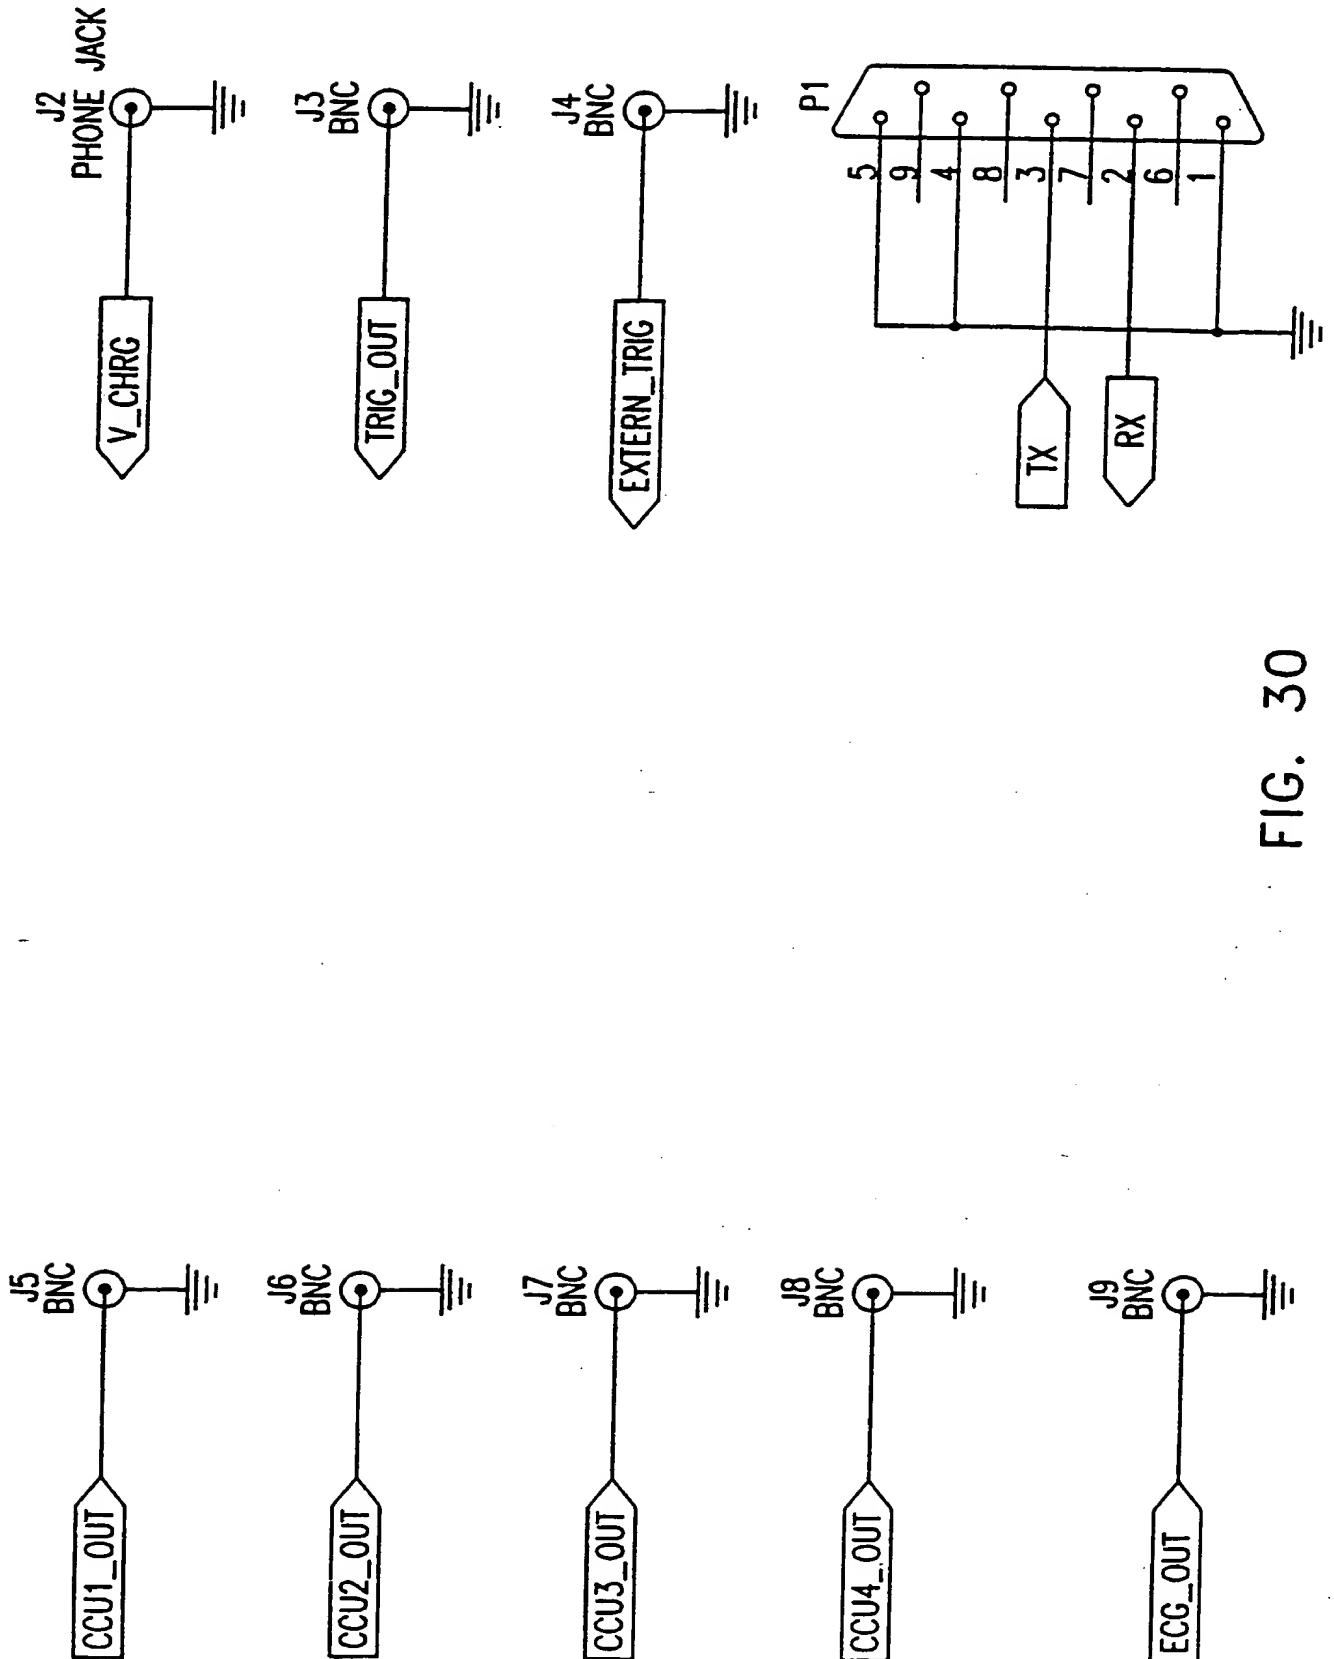 J2
PHONE JACK
V_CHRG
J3
BNC
TRIG_OUT
J4
BNC
EXTERN_TRIG
P1
5
9
4
8
3
7
2
6
1
TX
RX
J5
BNC
CCU1_OUT
J6
BNC
CCU2_OUT
J7
BNC
CCU3_OUT
J8
BNC
CCU4_OUT
J9
BNC
ECG_OUT
FIG. 30